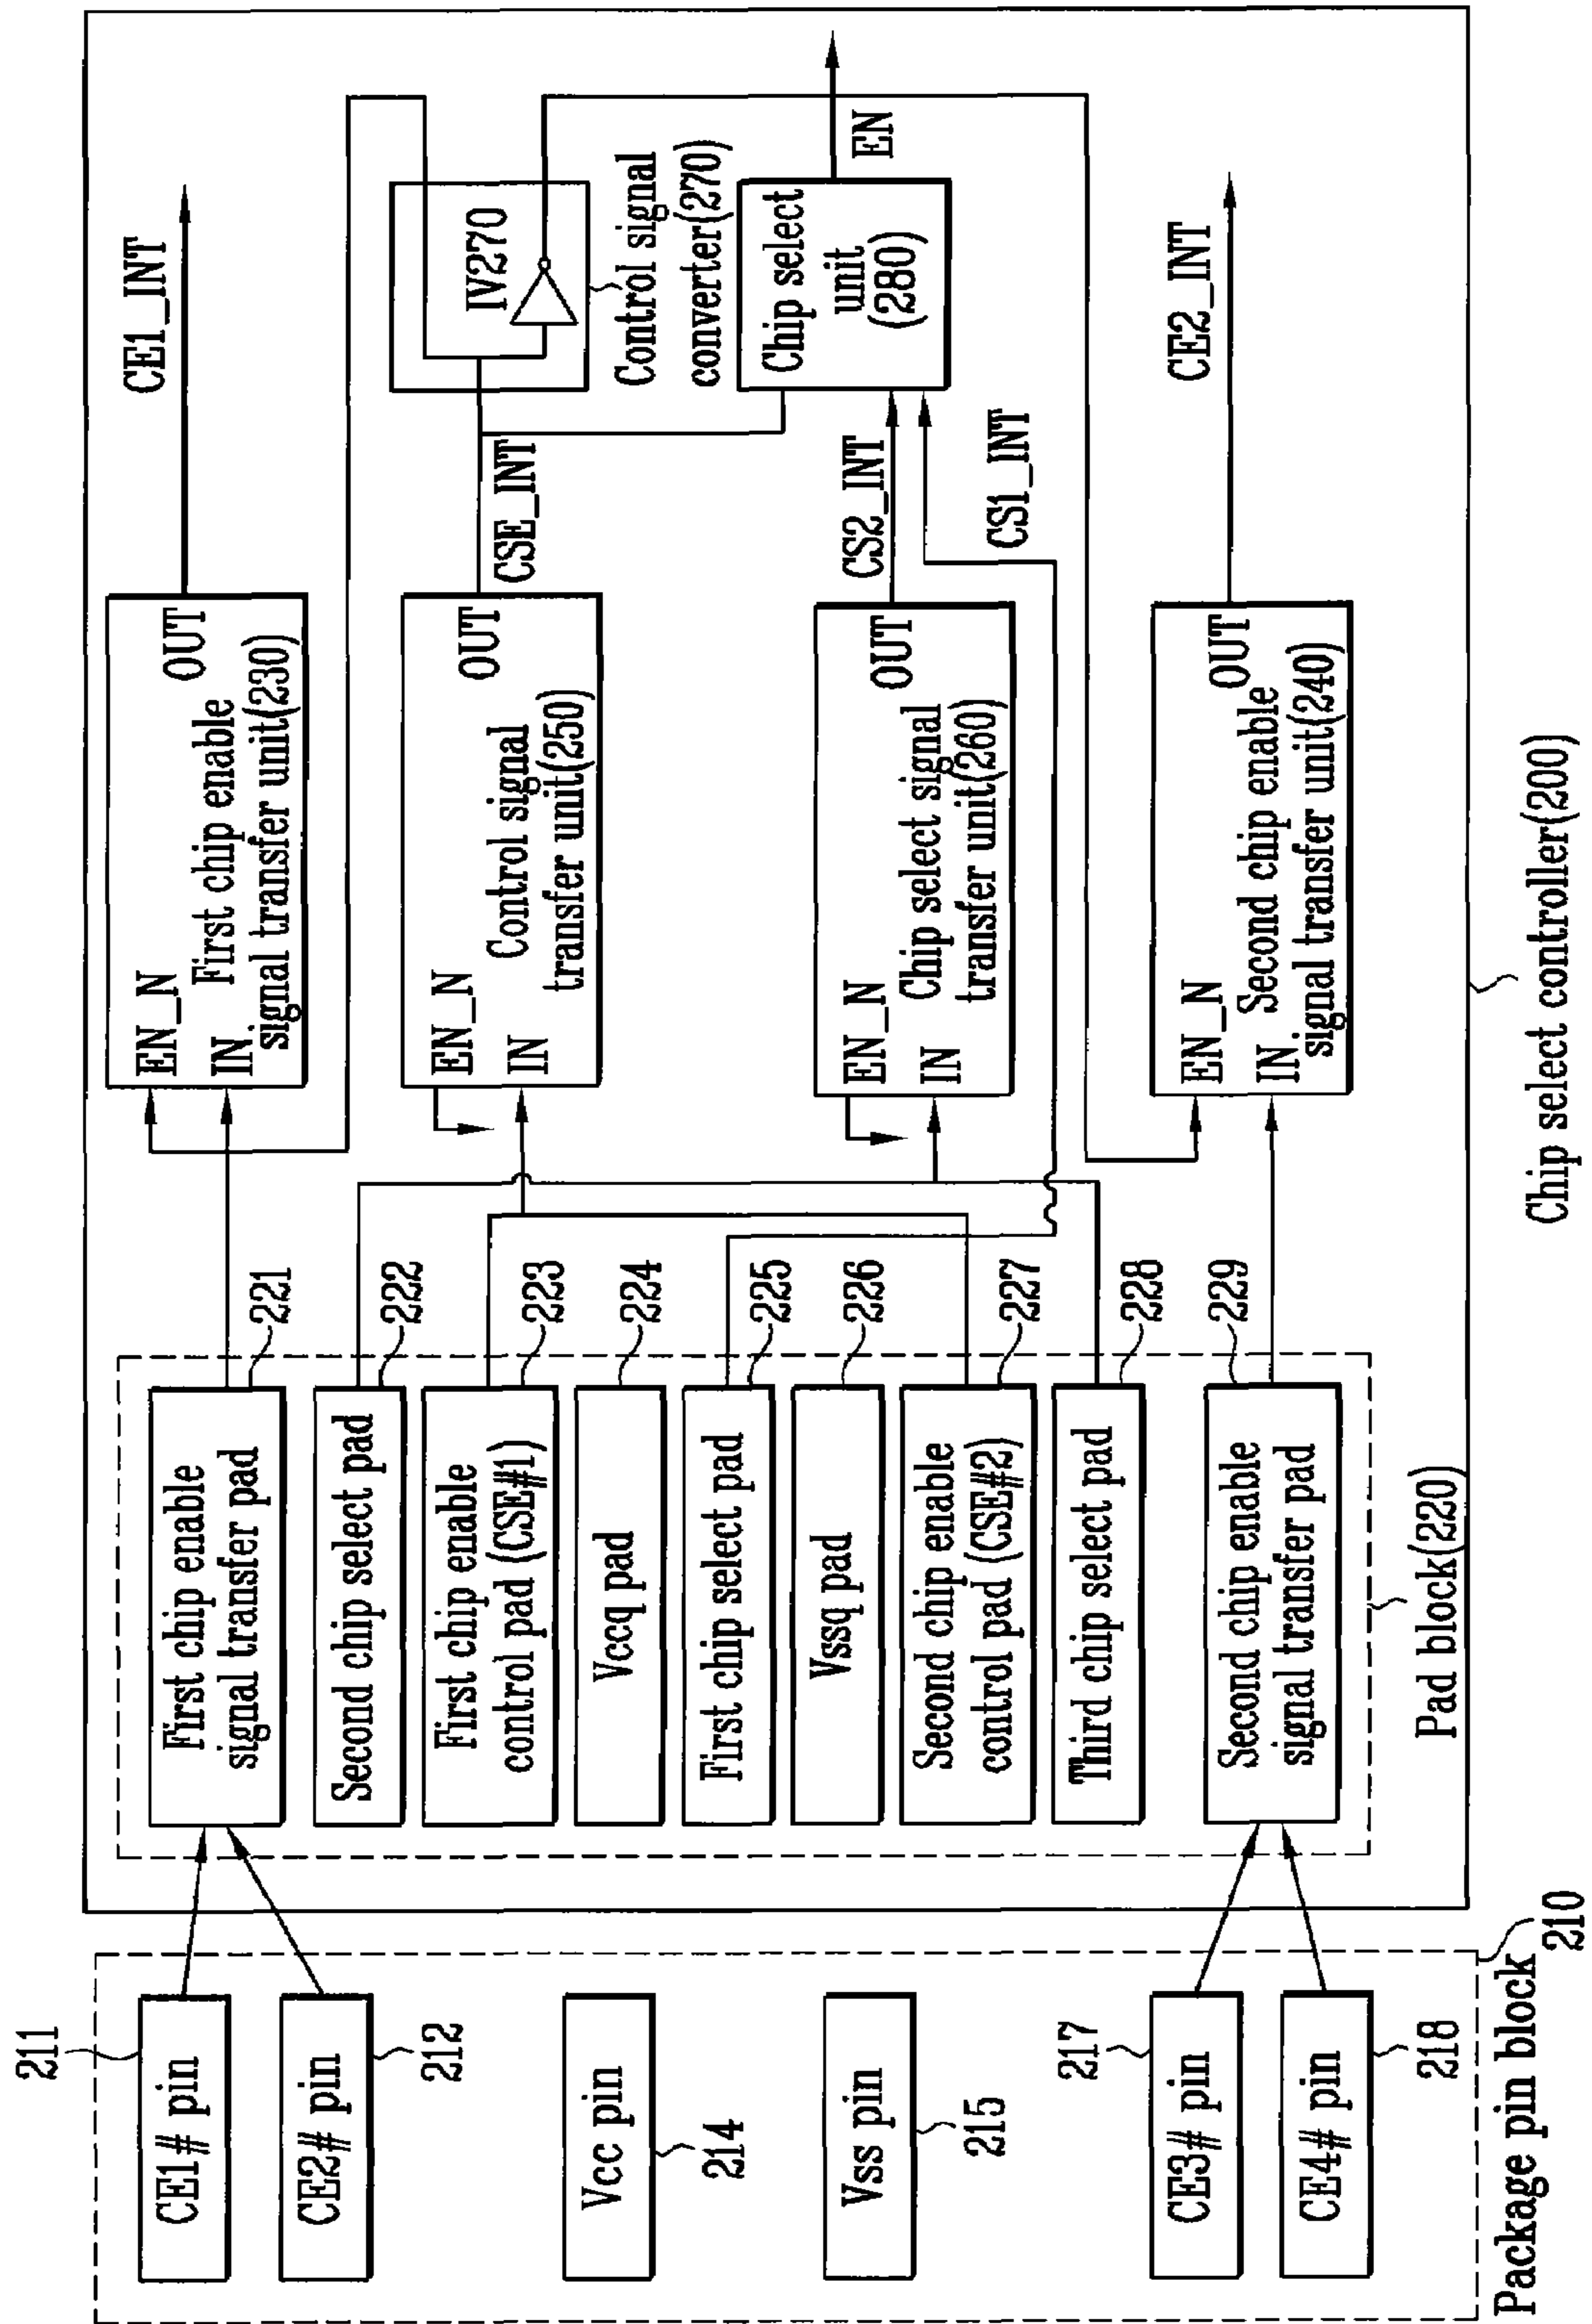 211
CE1# pin
CE2# pin
212
Vcc pin
214
Vss pin
215
217
CE3# pin
CE4# pin
218
Package pin block
210
First chip enable
signal transfer pad
221
Second chip select pad
222
First chip enable
control pad (CSE#1)
223
Vccq pad
224
First chip select pad
225
Vssq pad
226
Second chip enable
control pad (CSE#2)
227
Third chip select pad
228
Second chip enable
signal transfer pad
229
Pad block(220)
EN_N
IN
OUT
First chip enable
signal transfer unit(230)
CE1_INT
EN_N
IN
OUT
Control signal
transfer unit(250)
CSE_INT
IV270
Control signal
converter(270)
EN_N
IN
OUT
Chip select signal
transfer unit(260)
CS2_INT
CS1_INT
Chip select
unit
(280)
EN
EN_N
IN
OUT
Second chip enable
signal transfer unit(240)
CE2_INT
Chip select controller(200)